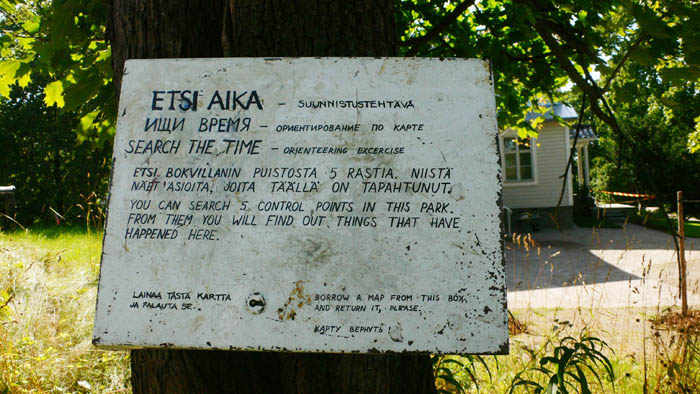 ETSI AIKA - SUUNNISTUSTEHTÄVÄ
ИЩИ ВРЕМЯ - ОРИЕНТИРОВАНИЕ ПО КАРТЕ
SEARCH THE TIME - ORIENTEERING EXCERCISE
ETSI BOKVILLANIN PUISTOSTA 5 RASTIA. NIISTÄ
NÄET ASIOITA, JOITA TÄÄLLÄ ON TAPAHTUNUT.
YOU CAN SEARCH 5 CONTROL POINTS IN THIS PARK.
FROM THEM YOU WILL FIND OUT THINGS THAT HAVE
HAPPENED HERE.
LAINAA TÄSTÄ KARTTA
JA PALAUTA SE.
BORROW A MAP FROM THIS BOX,
AND RETURN IT, PLEASE.
КАРТУ ВЕРНУТЬ